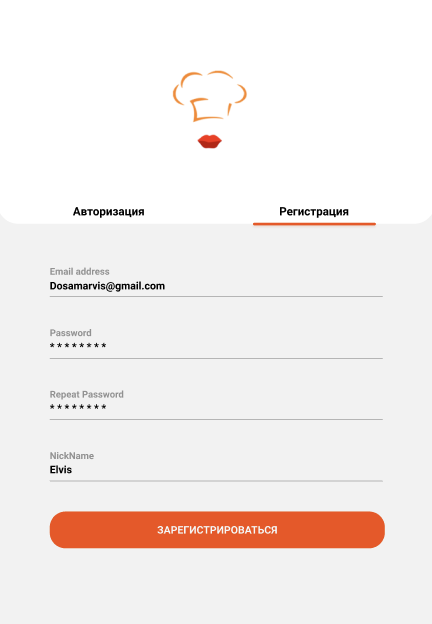 Авторизация Регистрация
Email address
Dosamarvis@gmail.com
Password
* * * * * * * *
Repeat Password
* * * * * * * *
NickName
Elvis
ЗАРЕГИСТРИРОВАТЬСЯ